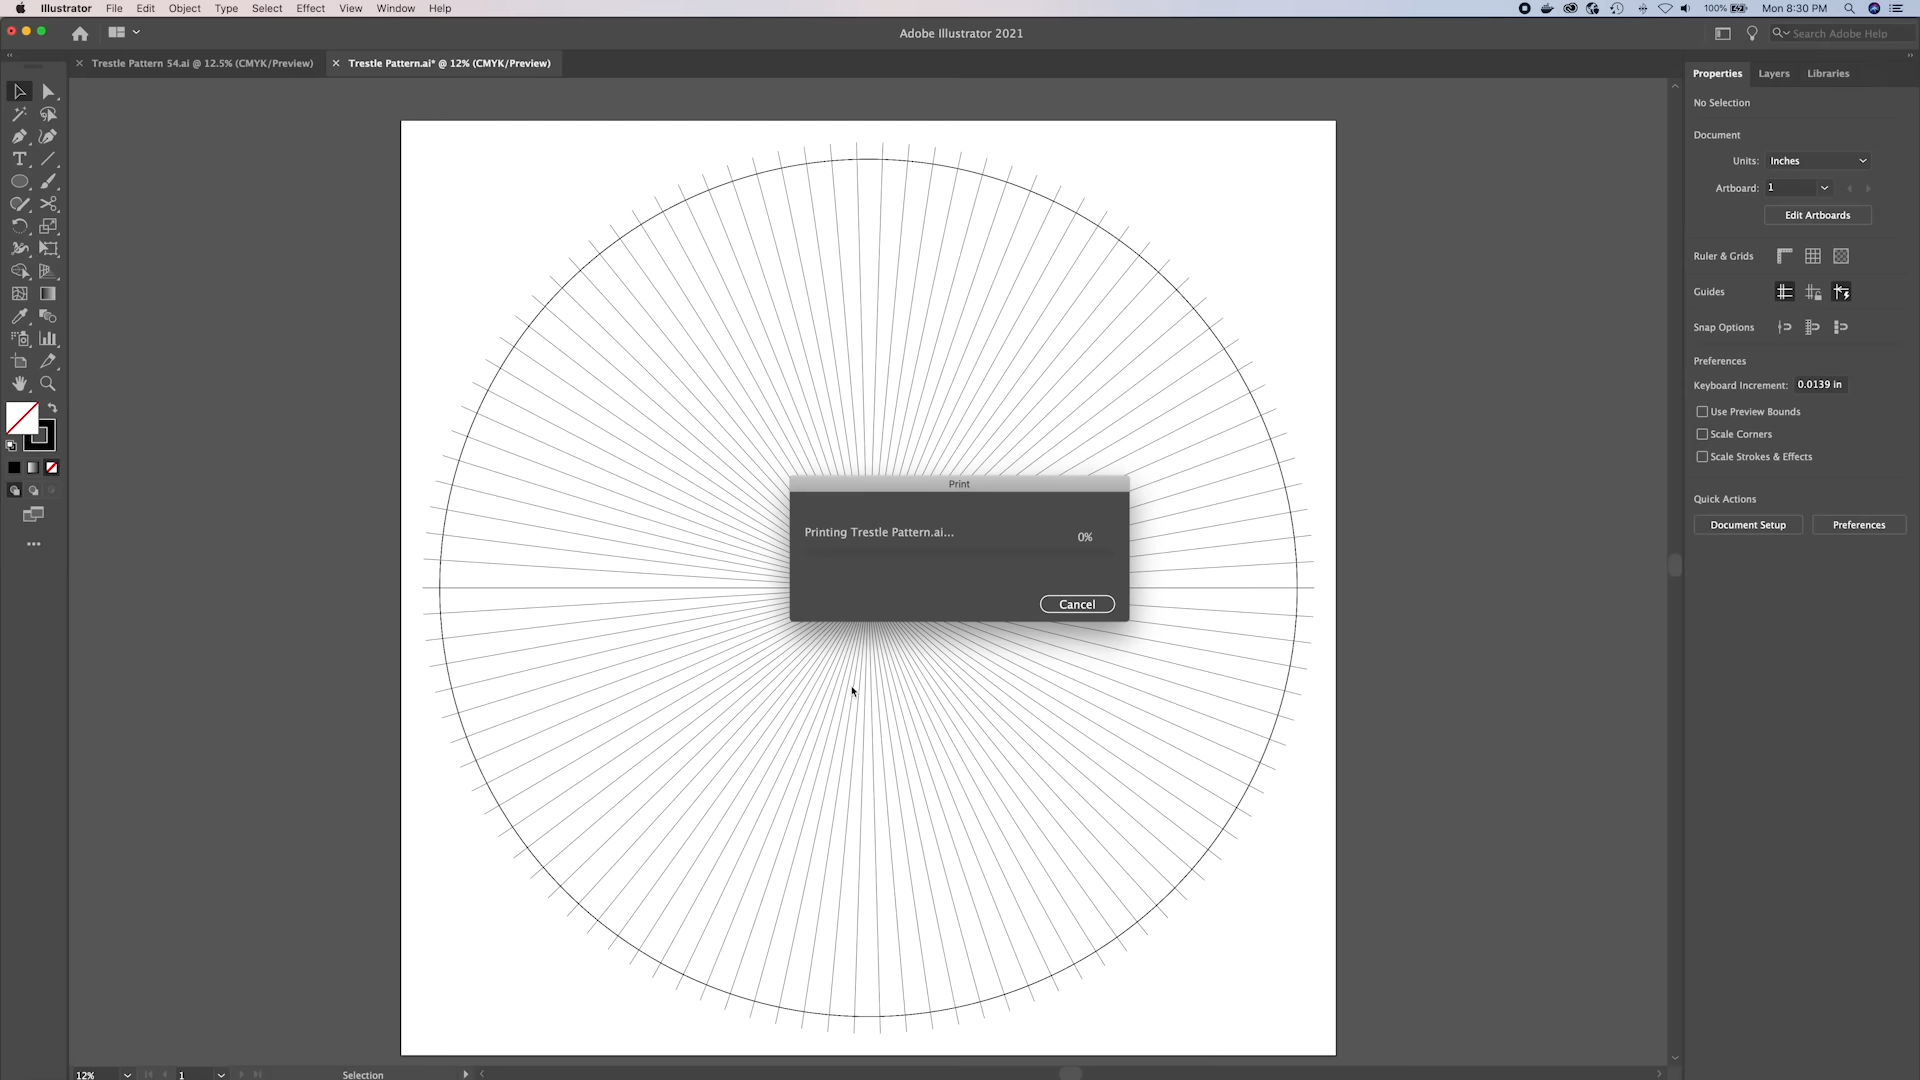 Illustrator File Edit Object Type Select Effect View Window Help 100% Mon 8:30 PM
Adobe Illustrator 2021 Search Adobe Help
Trestle Pattern 54.ai @ 12.5% (CMYK/Preview) Trestle Pattern.ai* @ 12% (CMYK/Preview)
Properties Layers Libraries
No Selection
Document
Units: Inches
Artboard: 1
Edit Artboards
Ruler & Grids
Guides
Snap Options
Preferences
Keyboard Increment: 0.0139 in
Use Preview Bounds
Scale Corners
Scale Strokes & Effects
Quick Actions
Document Setup Preferences
Print
Printing Trestle Pattern.ai...
0%
Cancel
12% 1 Selection